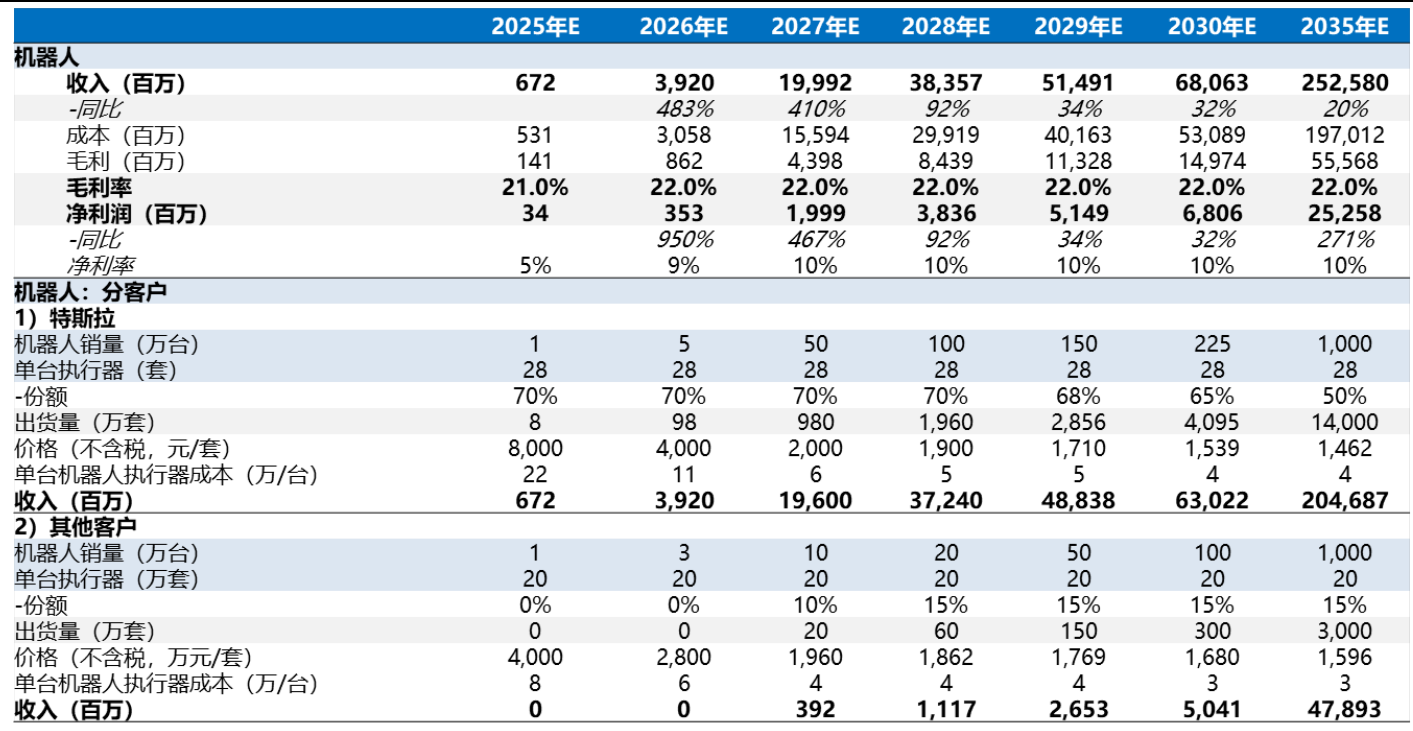 2025年E 2026年E 2027年E 2028年E 2029年E 2030年E 2035年E
机器人
收入（百万） 672 3,920 19,992 38,357 51,491 68,063 252,580
-同比 483% 410% 92% 34% 32% 20%
成本（百万） 531 3,058 15,594 29,919 40,163 53,089 197,012
毛利（百万） 141 862 4,398 8,439 11,328 14,974 55,568
毛利率 21.0% 22.0% 22.0% 22.0% 22.0% 22.0% 22.0%
净利润（百万） 34 353 1,999 3,836 5,149 6,806 25,258
-同比 950% 467% 92% 34% 32% 271%
净利率 5% 9% 10% 10% 10% 10% 10%
机器人：分客户
1）特斯拉
机器人销量（万台） 1 5 50 100 150 225 1,000
单台执行器（套） 28 28 28 28 28 28 28
-份额 70% 70% 70% 70% 68% 65% 50%
出货量（万套） 8 98 980 1,960 2,856 4,095 14,000
价格（不含税，元/套） 8,000 4,000 2,000 1,900 1,710 1,539 1,462
单台机器人执行器成本（万/台） 22 11 6 5 5 4 4
收入（百万） 672 3,920 19,600 37,240 48,838 63,022 204,687
2）其他客户
机器人销量（万台） 1 3 10 20 50 100 1,000
单台执行器（万套） 20 20 20 20 20 20 20
-份额 0% 0% 10% 15% 15% 15% 15%
出货量（万套） 0 0 20 60 150 300 3,000
价格（不含税，万元/套） 4,000 2,800 1,960 1,862 1,769 1,680 1,596
单台机器人执行器成本（万/台） 8 6 4 4 4 3 3
收入（百万） 0 0 392 1,117 2,653 5,041 47,893